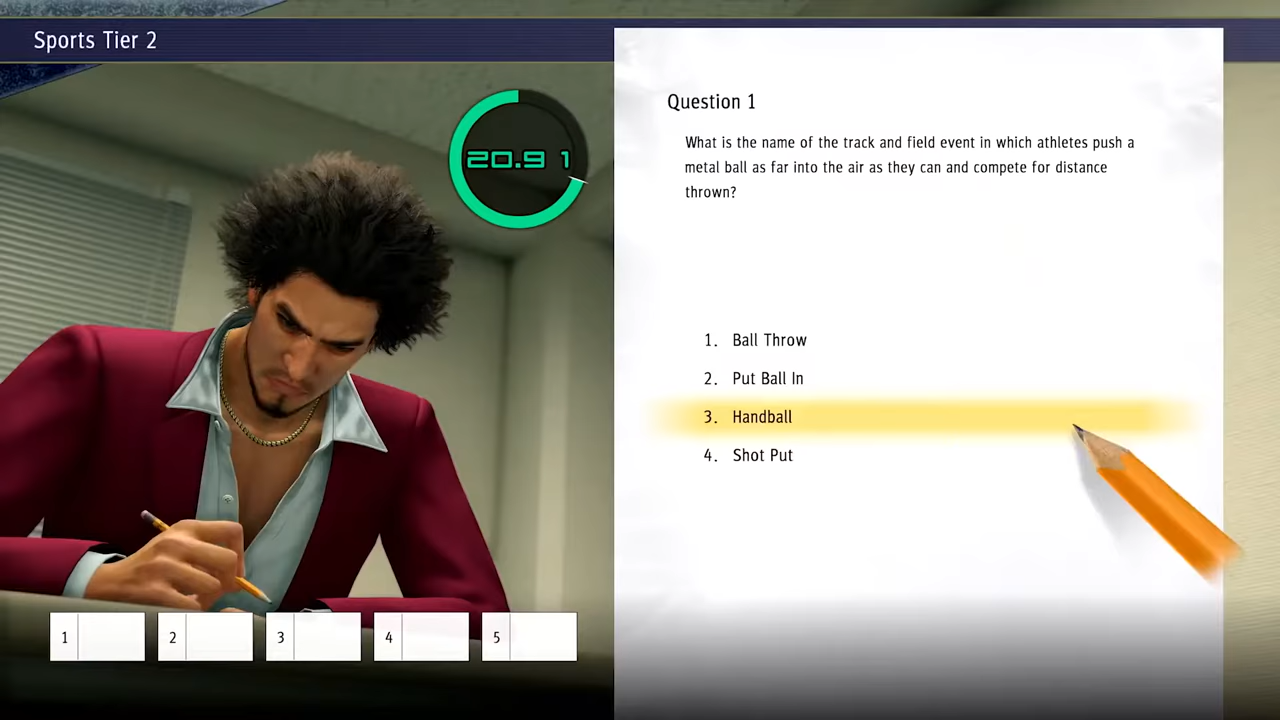 Sports Tier 2
20.9 1
Question 1
What is the name of the track and field event in which athletes push a
metal ball as far into the air as they can and compete for distance
thrown?
1. Ball Throw
2. Put Ball In
3. Handball
4. Shot Put
1 2 3 4 5